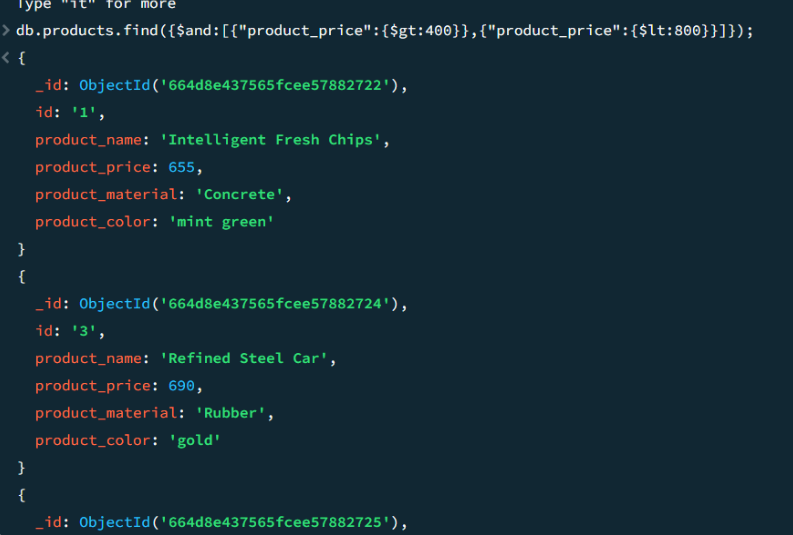 Type "it" for more
> db.products.find({$and:[{"product_price":{$gt:400}},{"product_price":{$lt:800}}]});
< {
_id: ObjectId('664d8e437565fcee57882722'),
id: '1',
product_name: 'Intelligent Fresh Chips',
product_price: 655,
product_material: 'Concrete',
product_color: 'mint green'
}
{
_id: ObjectId('664d8e437565fcee57882724'),
id: '3',
product_name: 'Refined Steel Car',
product_price: 690,
product_material: 'Rubber',
product_color: 'gold'
}
{
_id: ObjectId('664d8e437565fcee57882725'),